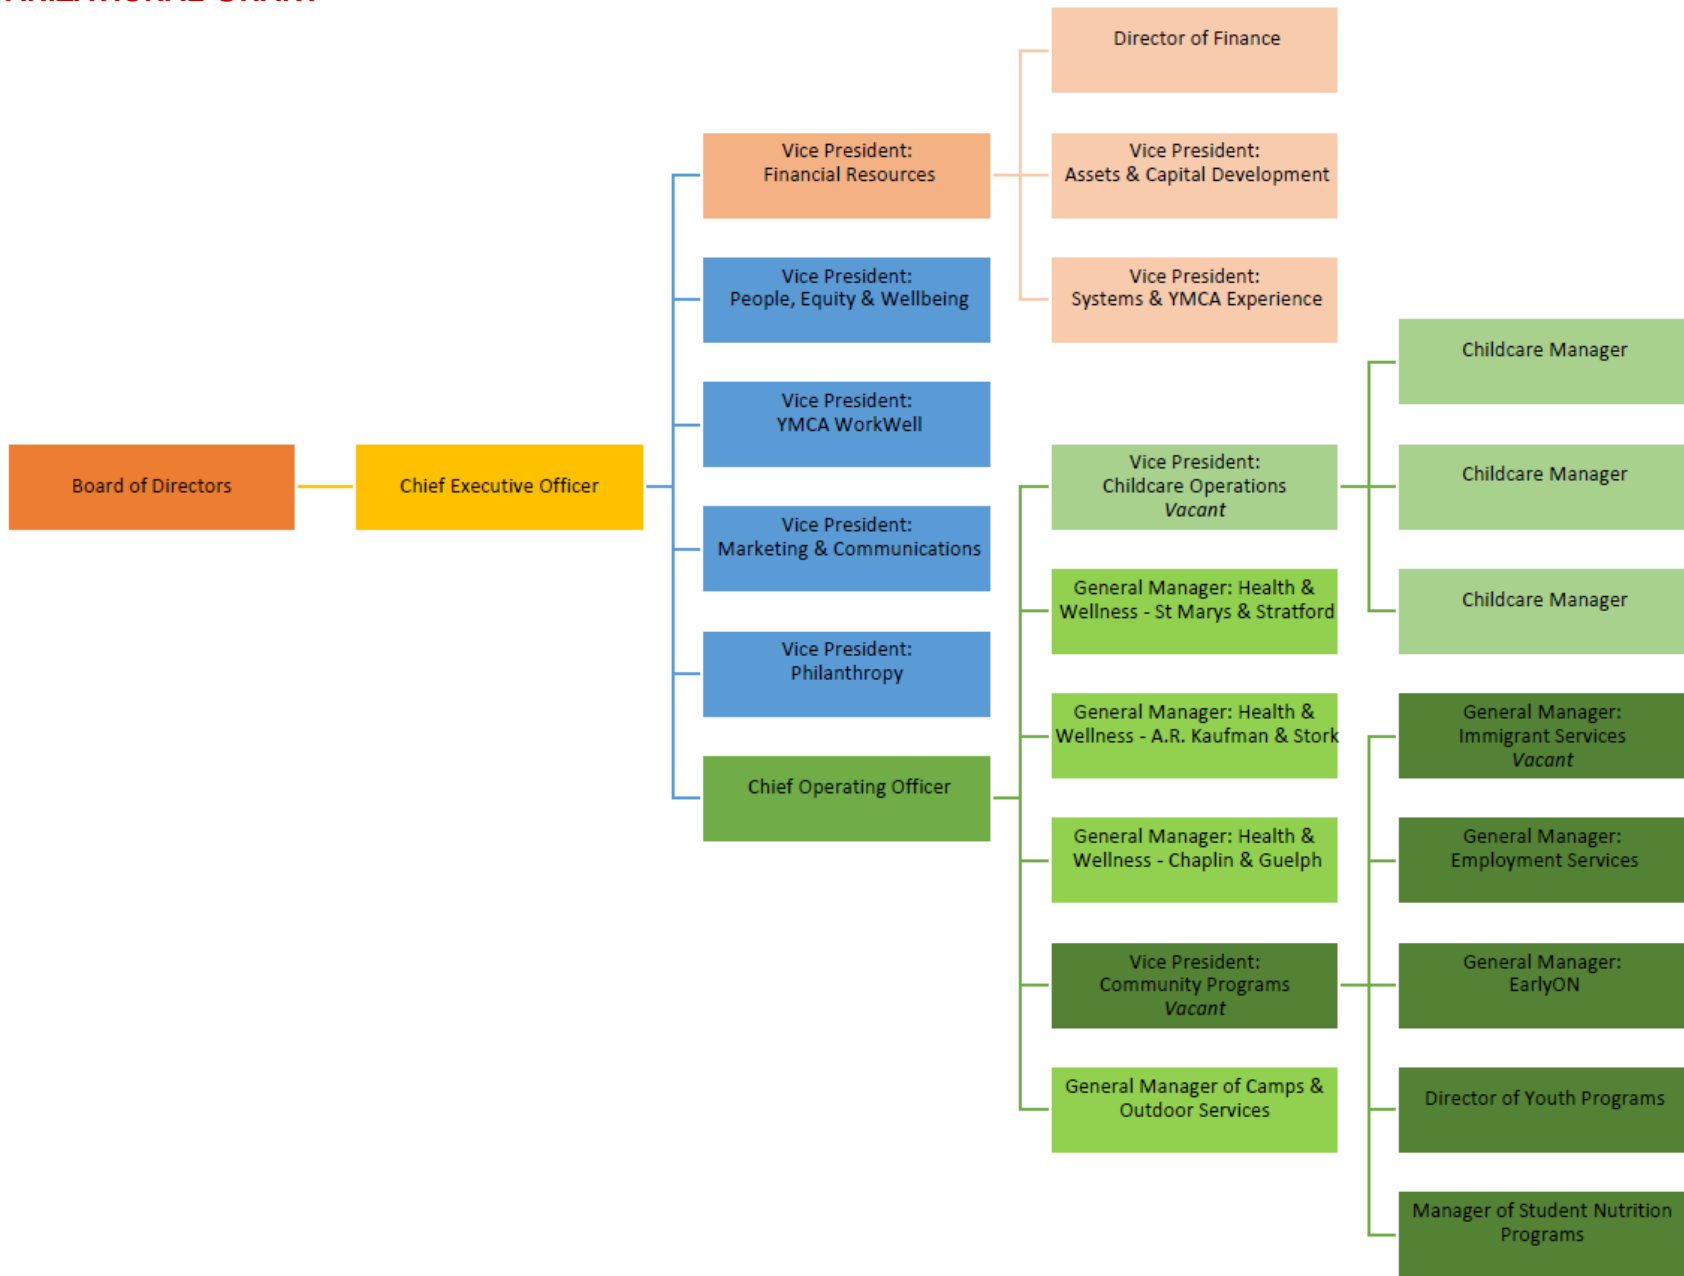 Board of Directors
Chief Executive Officer
Vice President:
Financial Resources
Vice President:
People, Equity & Wellbeing
Vice President:
YMCA WorkWell
Vice President:
Marketing & Communications
Vice President:
Philanthropy
Chief Operating Officer
Director of Finance
Vice President:
Assets & Capital Development
Vice President:
Systems & YMCA Experience
Vice President:
Childcare Operations
Vacant
General Manager: Health &
Wellness - St Marys & Stratford
General Manager: Health &
Wellness - A.R. Kaufman & Stork
General Manager: Health &
Wellness - Chaplin & Guelph
Vice President:
Community Programs
Vacant
General Manager of Camps &
Outdoor Services
Childcare Manager
Childcare Manager
Childcare Manager
General Manager:
Immigrant Services
Vacant
General Manager:
Employment Services
General Manager:
EarlyON
Director of Youth Programs
Manager of Student Nutrition
Programs